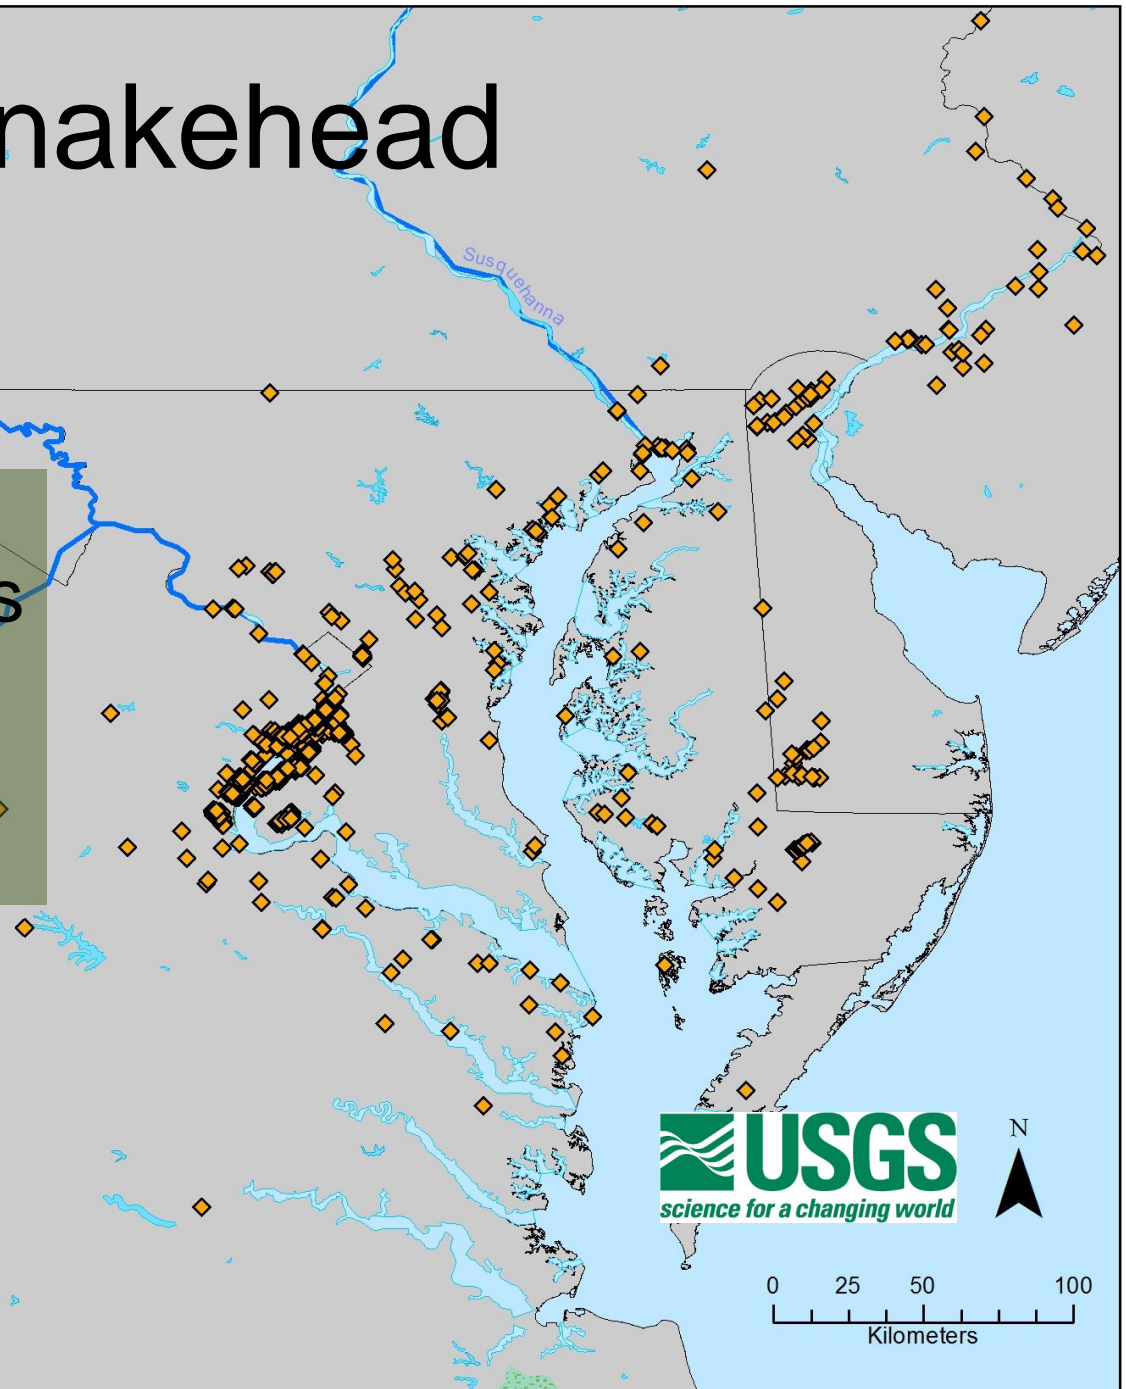 nakehead
Susquehanna
s
USGS
science for a changing world
N
0 25 50 100
Kilometers